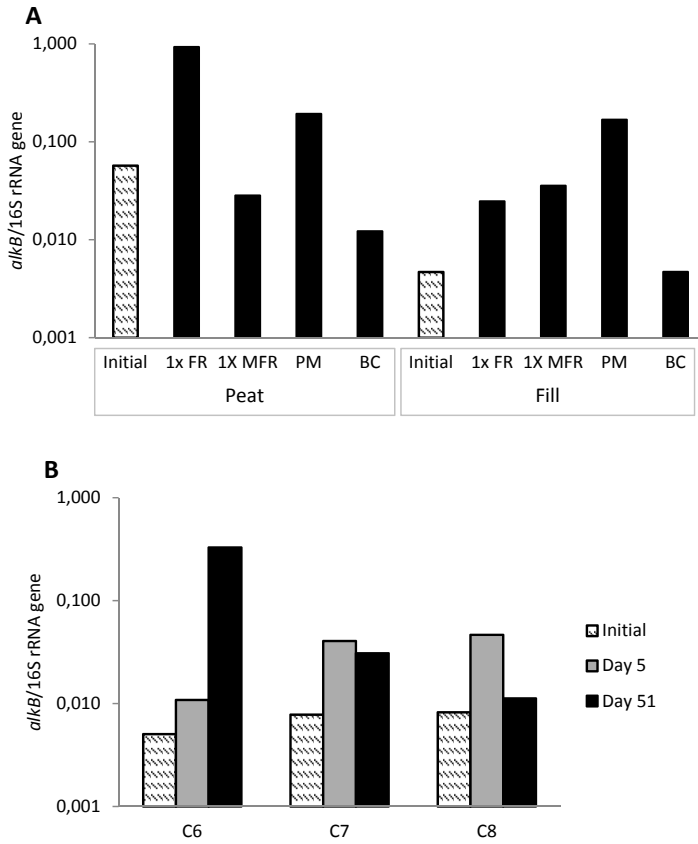 A
alkB/16S rRNA gene
1,000
0,100
0,010
0,001
Initial 1x FR 1X MFR PM BC Initial 1x FR 1X MFR PM BC
Peat Fill
B
alkB/16S rRNA gene
1,000
0,100
0,010
0,001
C6 C7 C8
Initial
Day 5
Day 51